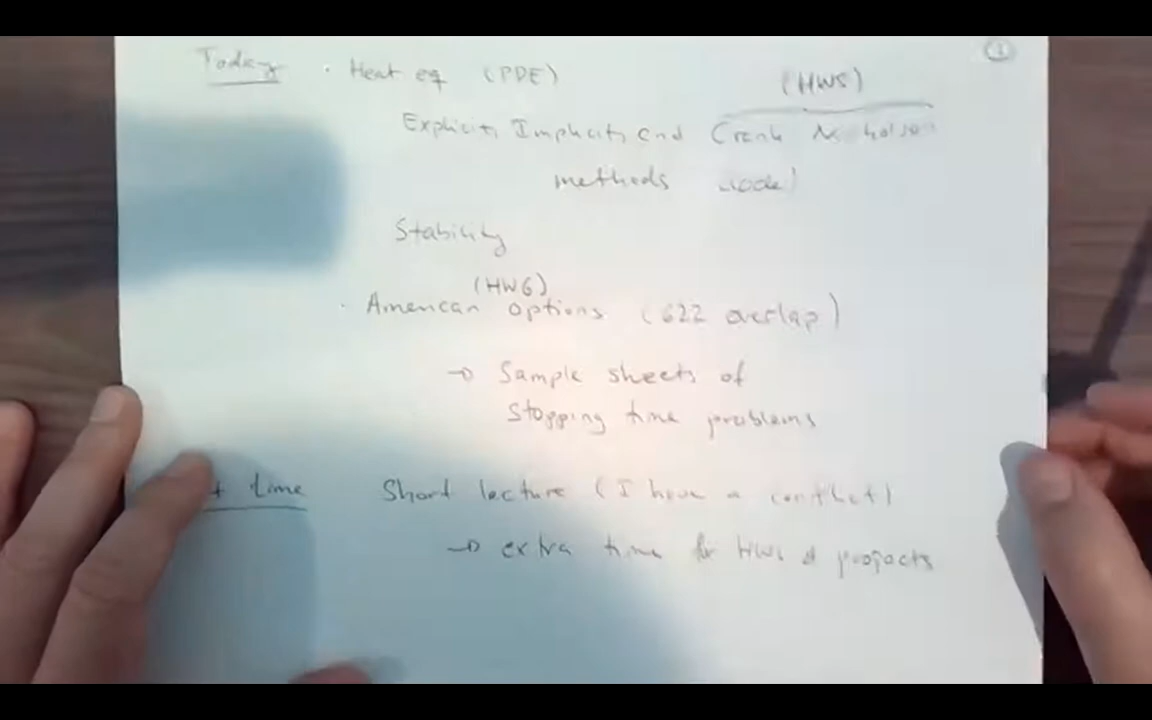 ①
Today · Heat eq (PDE) (HW5)
Explicit, Implicit, and Crank Nicholson
methods
Stability
(HW6)
· American options (622 overlap)
→ Sample sheets of
stopping time problems
time Short lecture (I have a conflict)
→ extra time for HWs & projects